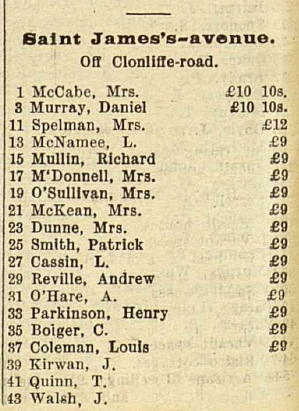 Saint James's-avenue.
Off Clonliffe-road.
1 McCabe, Mrs. £10 10s.
3 Murray, Daniel £10 10s.
11 Spelman, Mrs. £12
13 McNamee, L. £9
15 Mullin, Richard £9
17 M'Donnell, Mrs. £9
19 O'Sullivan, Mrs. £9
21 McKean, Mrs. £9
23 Dunne, Mrs. £9
25 Smith, Patrick £9
27 Cassin, L. £9
29 Reville, Andrew £9
31 O'Hare, A. £9
33 Parkinson, Henry £9
35 Bolger, C. £9
37 Coleman, Louis £9
39 Kirwan, J.
41 Quinn, T.
43 Walsh, J.